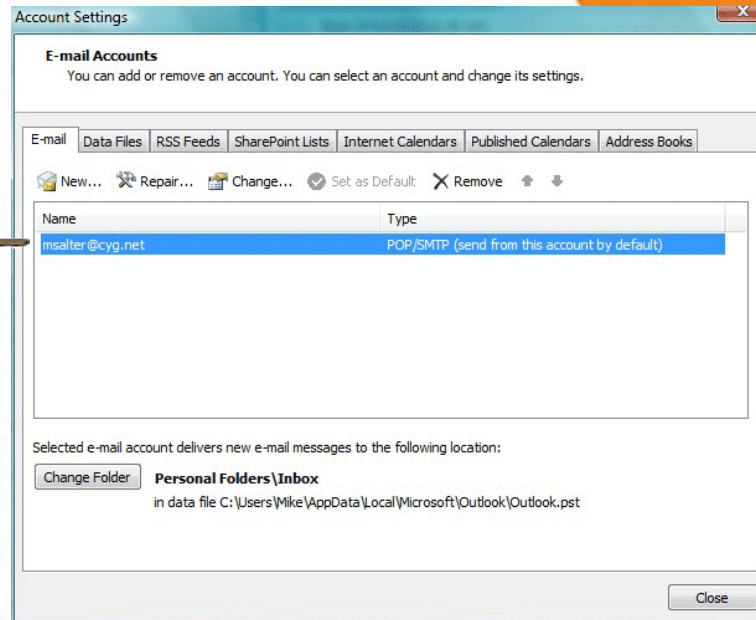 Account Settings
X
E-mail Accounts
You can add or remove an account. You can select an account and change its settings.
E-mail Data Files RSS Feeds SharePoint Lists Internet Calendars Published Calendars Address Books
New... Repair... Change... Set as Default Remove
Name Type
msalter@cyg.net POP/SMTP (send from this account by default)
Selected e-mail account delivers new e-mail messages to the following location:
Change Folder Personal Folders\Inbox
in data file C:\Users\Mike\AppData\Local\Microsoft\Outlook\Outlook.pst
Close